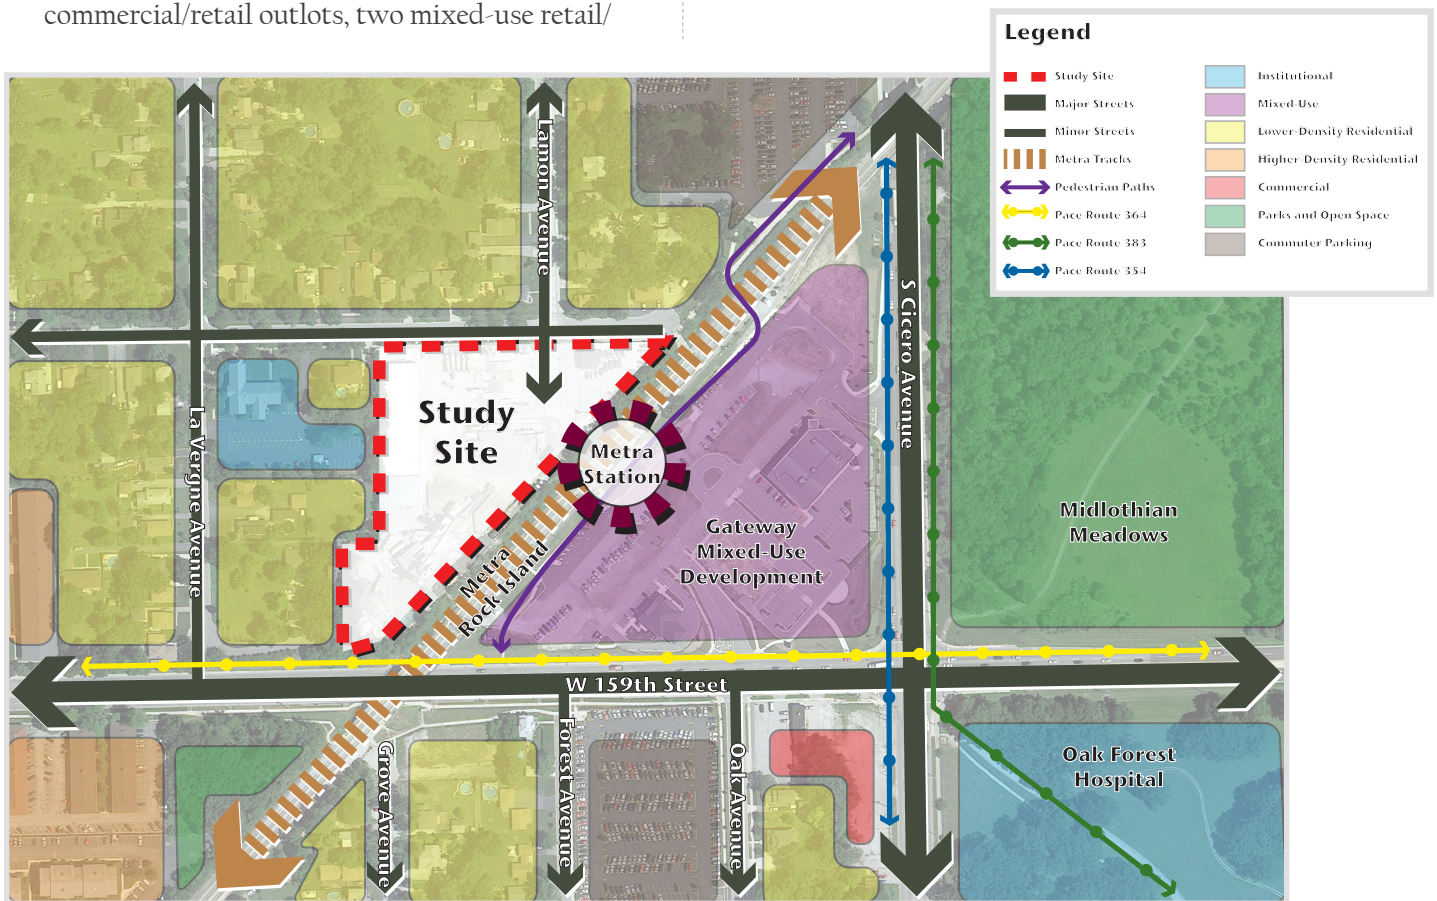 commercial/retail outlots, two mixed-use retail/
Legend
Study Site
Major Streets
Minor Streets
Metra Tracks
Pedestrian Paths
Pace Route 364
Pace Route 383
Pace Route 354
Institutional
Mixed-Use
Lower-Density Residential
Higher-Density Residential
Commercial
Parks and Open Space
Commuter Parking
Lamon Avenue
S Cicero Avenue
La Vergne Avenue
Study
Site
Metra
Station
Gateway
Mixed-Use
Development
Midlothian
Meadows
Metra
Rock Island
W 159th Street
Grove Avenue
Forest Avenue
Oak Avenue
Oak Forest
Hospital